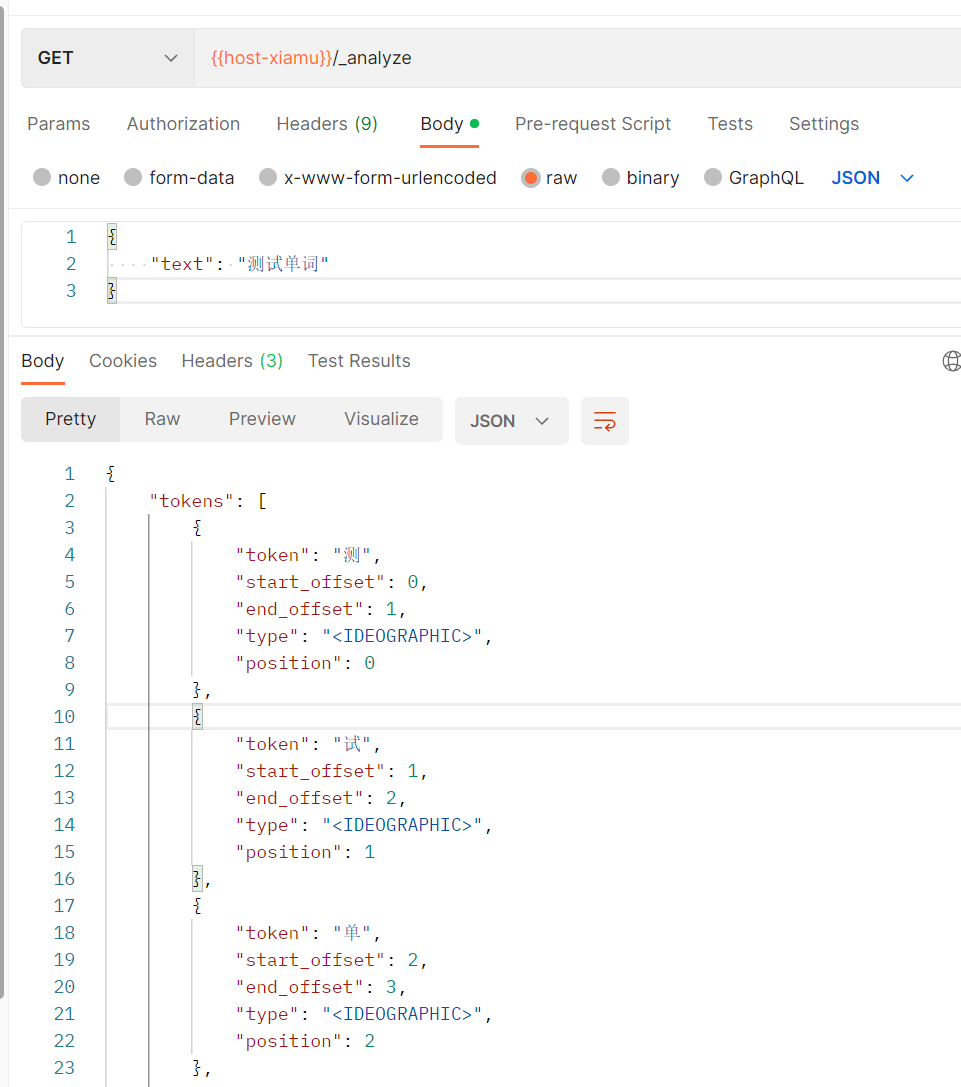 GET {{host-xiamu}}/_analyze
Params Authorization Headers (9) Body Pre-request Script Tests Settings
none form-data x-www-form-urlencoded raw binary GraphQL JSON
1 {
2 ····"text":·"测试单词"
3 }
Body Cookies Headers (3) Test Results
Pretty Raw Preview Visualize JSON
1 {
2 "tokens": [
3 {
4 "token": "测",
5 "start_offset": 0,
6 "end_offset": 1,
7 "type": "<IDEOGRAPHIC>",
8 "position": 0
9 },
10 {
11 "token": "试",
12 "start_offset": 1,
13 "end_offset": 2,
14 "type": "<IDEOGRAPHIC>",
15 "position": 1
16 },
17 {
18 "token": "单",
19 "start_offset": 2,
20 "end_offset": 3,
21 "type": "<IDEOGRAPHIC>",
22 "position": 2
23 },